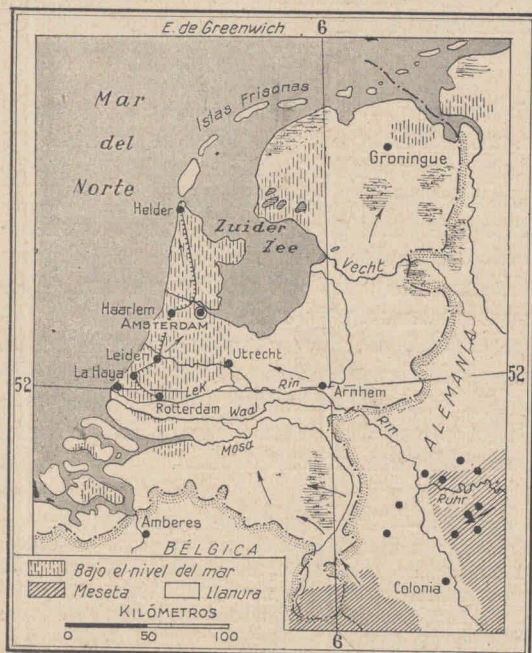 E. de Greenwich
6
Mar
del
Norte
Islas Frisonas
Groningue
Helder
Zuider
Zee
Vecht
Haarlem
AMSTERDAM
Leiden
Utrecht
La Haya
52
Lek
Rin
Arnhem
52
Rotterdam
Waal
Rin
ALEMANIA
Mosa
Ruhr
Amberes
BÉLGICA
Colonia
Bajo el nivel del mar
Meseta
Llanura
KILÓMETROS
0
50
100
6